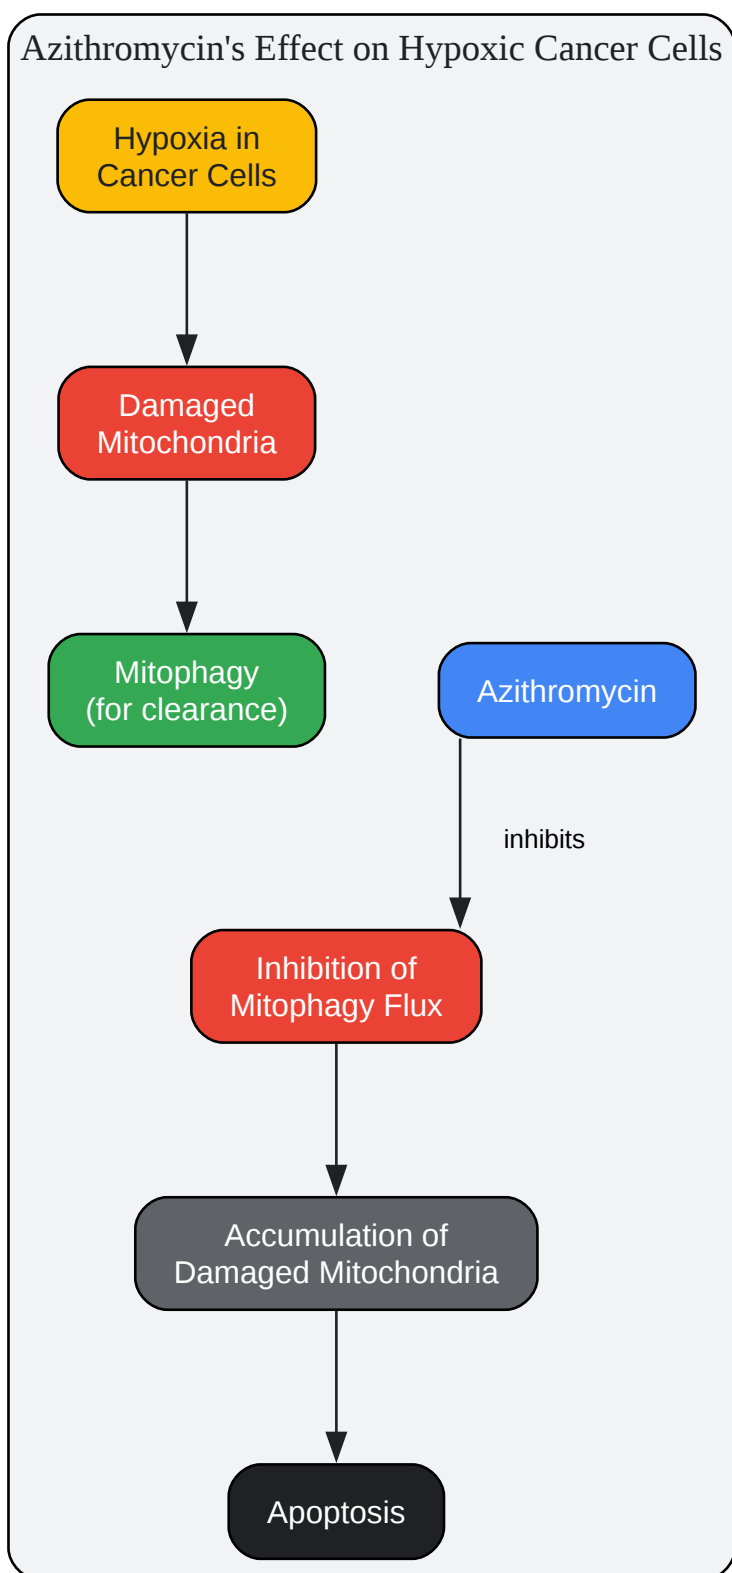 Azithromycin's Effect on Hypoxic Cancer Cells
Hypoxia in
Cancer Cells
Damaged
Mitochondria
Mitophagy
(for clearance)
Azithromycin
inhibits
Inhibition of
Mitophagy Flux
Accumulation of
Damaged Mitochondria
Apoptosis